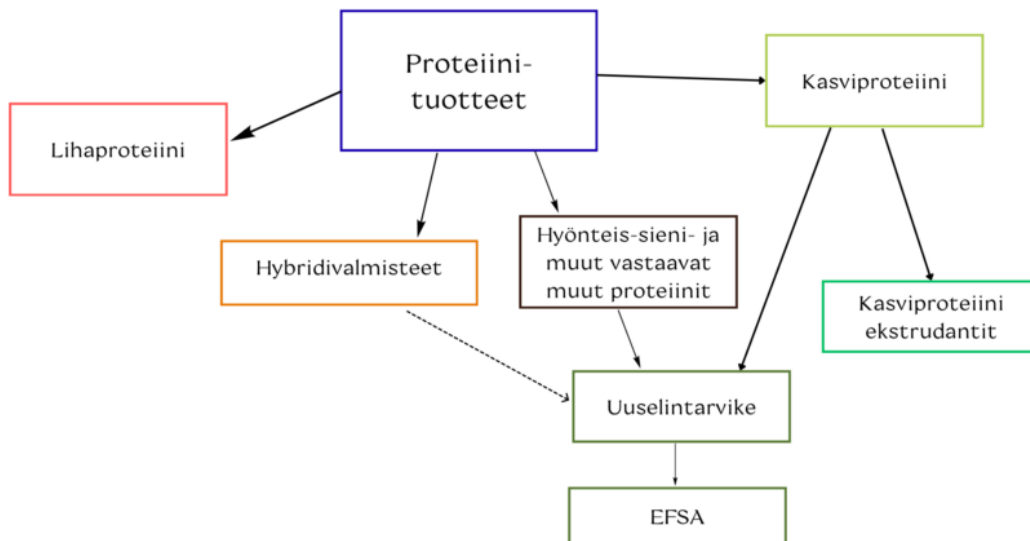 Proteiini-
tuotteet
Kasviproteiini
Lihaproteiini
Hybridivalmisteet
Hyönteis-sieni- ja
muut vastaavat
muut proteiinit
Kasviproteiini
ekstrudantit
Uuselintarvike
EFSA